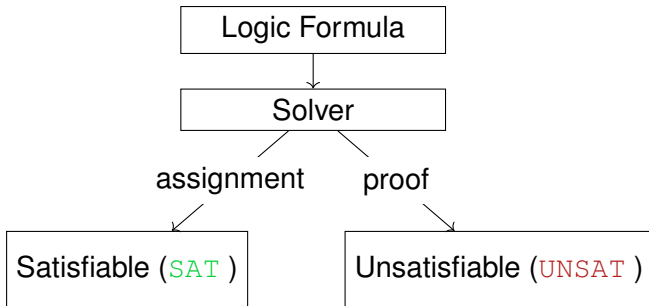 Logic Formula
Solver
assignment proof
Satisfiable (SAT ) Unsatisfiable (UNSAT )